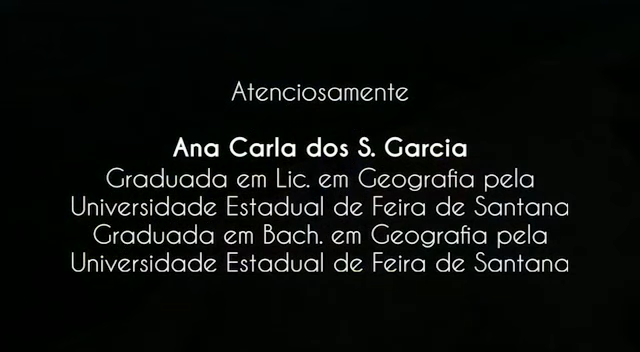 Atenciosamente
Ana Carla dos S. Garcia
Graduada em Lic. em Geografia pela
Universidade Estadual de Feira de Santana
Graduada em Bach. em Geografia pela
Universidade Estadual de Feira de Santana